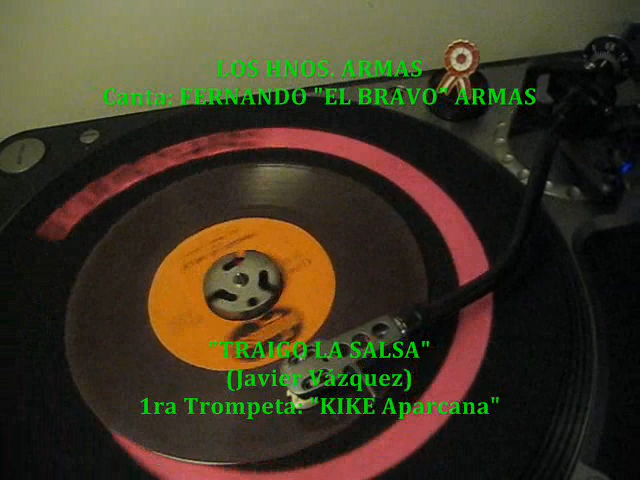 LOS HNOS. ARMAS
Canta: FERNANDO "EL BRAVO" ARMAS
"TRAIGO LA SALSA"
(Javier Vázquez)
1ra Trompeta: "KIKE Aparcana"